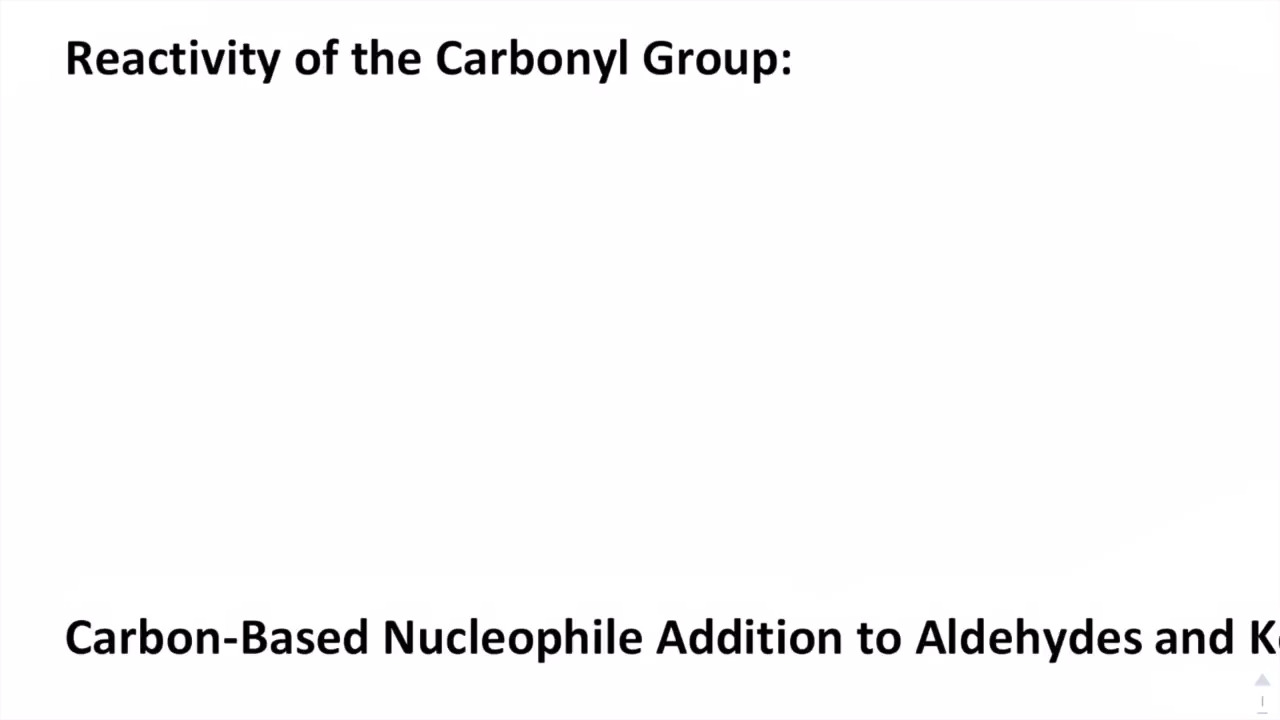 Reactivity of the Carbonyl Group:
Carbon-Based Nucleophile Addition to Aldehydes and